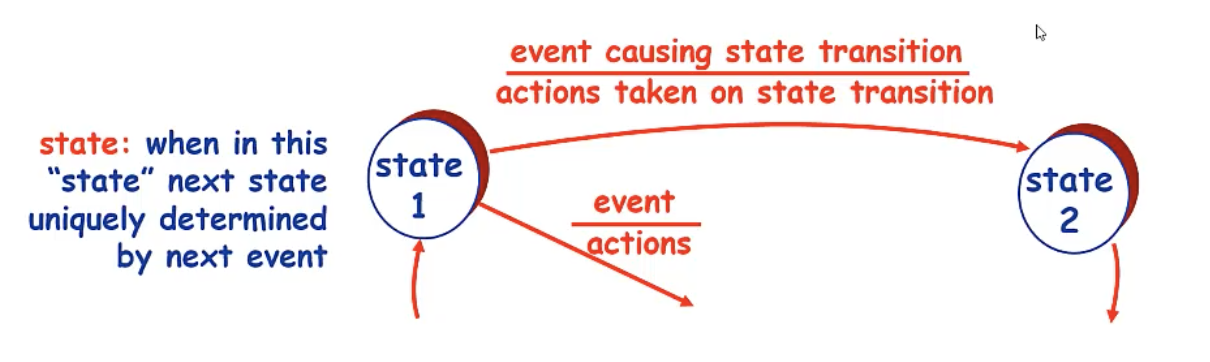 event causing state transition
actions taken on state transition
state: when in this
“state” next state
uniquely determined
by next event
state
1
event
actions
state
2